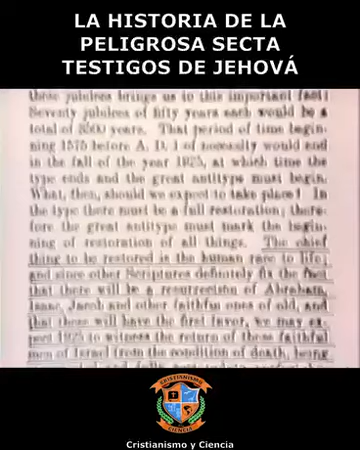 LA HISTORIA DE LA
PELIGROSA SECTA
TESTIGOS DE JEHOVÁ
these jubilees brings us to this important fact:
Seventy jubilees of fifty years each would be a
total of 3500 years. That period of time begin-
ning 1575 before A. D. 1 of necessity would end
in the fall of the year 1925, at which time the
type ends and the great antitype must begin.
What, then, should we expect to take place? In
the type there must be a full restoration; there-
fore the great antitype must mark the begin-
ning of restoration of all things. The chief
thing to be restored is the human race to life;
and since other Scriptures definitely fix the fact
that there will be a resurrection of Abraham,
Isaac, Jacob and other faithful ones of old, and
that these will have the first favor, we may ex-
pect 1925 to witness the return of these faithful
men of Israel from the condition of death, being
CRISTIANISMO
CIENCIA
Cristianismo y Ciencia